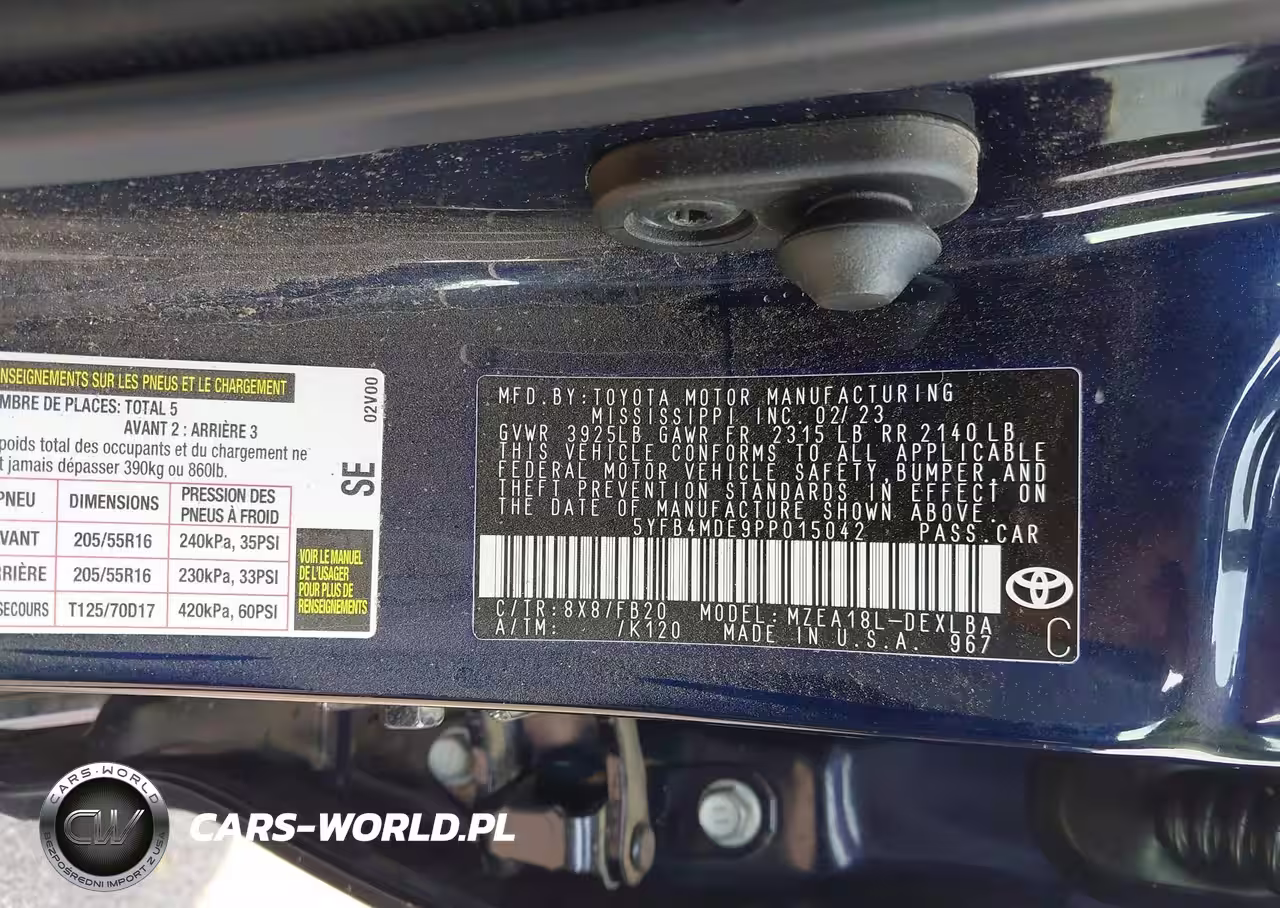 NSEIGNEMENTS SUR LES PNEUS ET LE CHARGEMENT
MBRE DE PLACES: TOTAL 5
AVANT 2 : ARRIÈRE 3
poids total des occupants et du chargement ne
t jamais dépasser 390kg ou 860lb.
PNEU DIMENSIONS PRESSION DES PNEUS À FROID
VANT 205/55R16 240kPa, 35PSI
RRIÈRE 205/55R16 230kPa, 33PSI
SECOURS T125/70D17 420kPa, 60PSI
02V00
SE
VOIR LE MANUEL
DE L'USAGER
POUR PLUS DE
RENSEIGNEMENTS
MFD.BY:TOYOTA MOTOR MANUFACTURING
MISSISSIPPI INC. 02/23
GVWR 3925LB GAWR FR. 2315 LB RR 2140 LB
THIS VEHICLE CONFORMS TO ALL APPLICABLE
FEDERAL MOTOR VEHICLE SAFETY,BUMPER,AND
THEFT PREVENTION STANDARDS IN EFFECT ON
THE DATE OF MANUFACTURE SHOWN ABOVE.
5YFB4MDE9PP015042 PASS.CAR
C/TR:8X8/FB20 MODEL:MZEA18L-DEXLBA
A/TM: /K120 MADE IN U.S.A. 967
C
CARS-WORLD
CW
BEZPOŚREDNI IMPORT Z USA
CARS-WORLD.PL